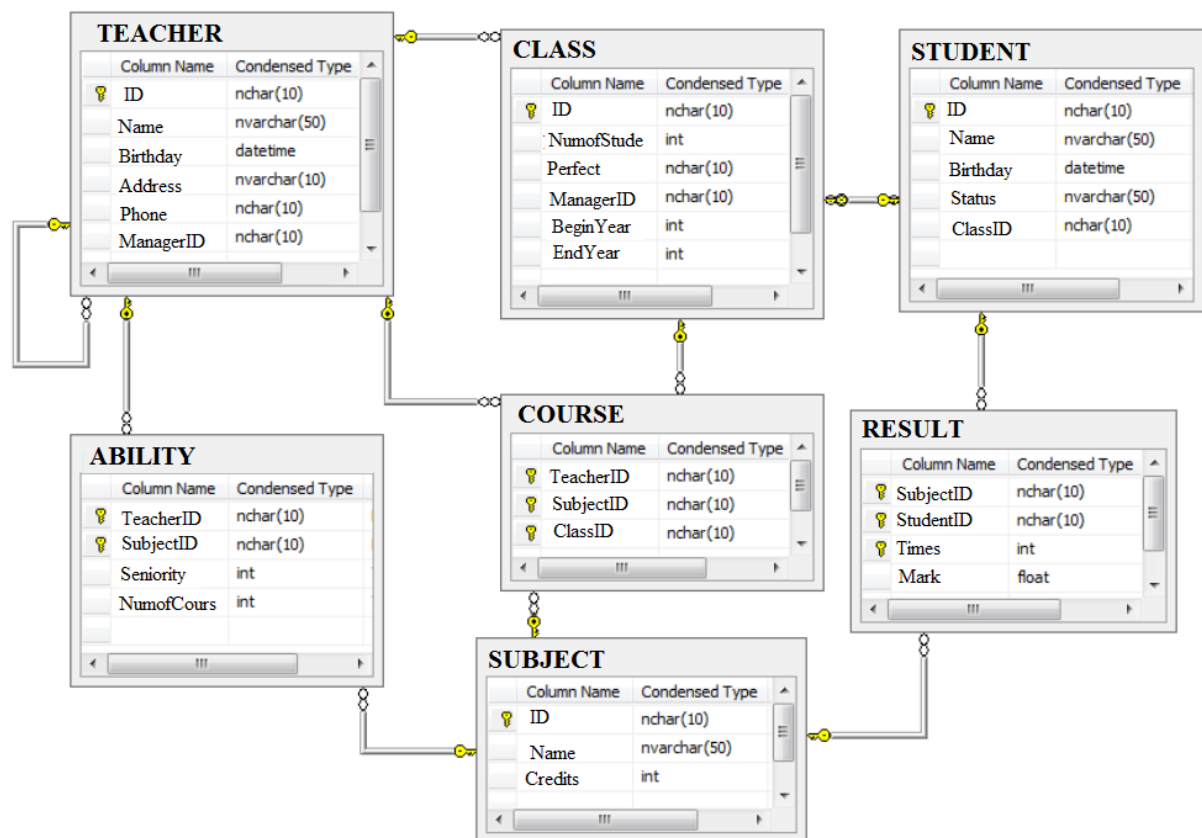 TEACHER
Column Name Condensed Type
ID nchar(10)
Name nvarchar(50)
Birthday datetime
Address nvarchar(10)
Phone nchar(10)
ManagerID nchar(10)
CLASS
Column Name Condensed Type
ID nchar(10)
NumofStude int
Perfect nchar(10)
ManagerID nchar(10)
BeginYear int
EndYear int
STUDENT
Column Name Condensed Type
ID nchar(10)
Name nvarchar(50)
Birthday datetime
Status nvarchar(50)
ClassID nchar(10)
ABILITY
Column Name Condensed Type
TeacherID nchar(10)
SubjectID nchar(10)
Seniority int
NumofCours int
COURSE
Column Name Condensed Type
TeacherID nchar(10)
SubjectID nchar(10)
ClassID nchar(10)
RESULT
Column Name Condensed Type
SubjectID nchar(10)
StudentID nchar(10)
Times int
Mark float
SUBJECT
Column Name Condensed Type
ID nchar(10)
Name nvarchar(50)
Credits int